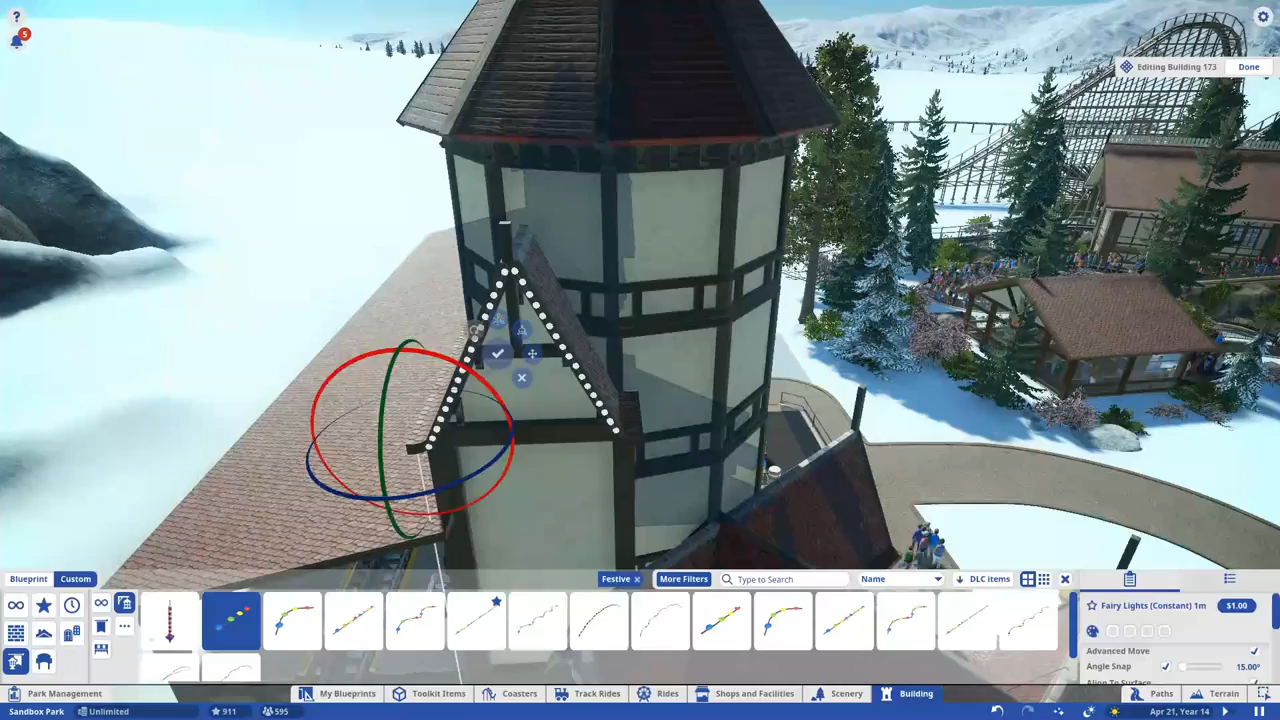 ?
5
Editing Building 173
Done
Blueprint
Custom
Festive ×
More Filters
Type to Search
Name
DLC items
Fairy Lights (Constant) 1m
$1.00
Advanced Move
Angle Snap
15.00°
Park Management
My Blueprints
Toolkit Items
Coasters
Track Rides
Rides
Shops and Facilities
Scenery
Building
Paths
Terrain
Sandbox Park
Unlimited
911
595
Apr 21, Year 14